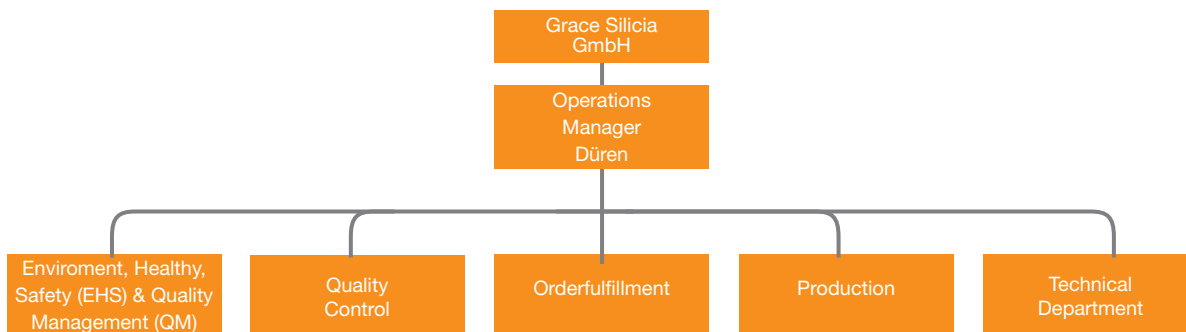 Grace Silicia
GmbH
Operations
Manager
Düren
Enviroment, Healthy,
Safety (EHS) & Quality
Management (QM)
Quality
Control
Orderfulfillment
Production
Technical
Department